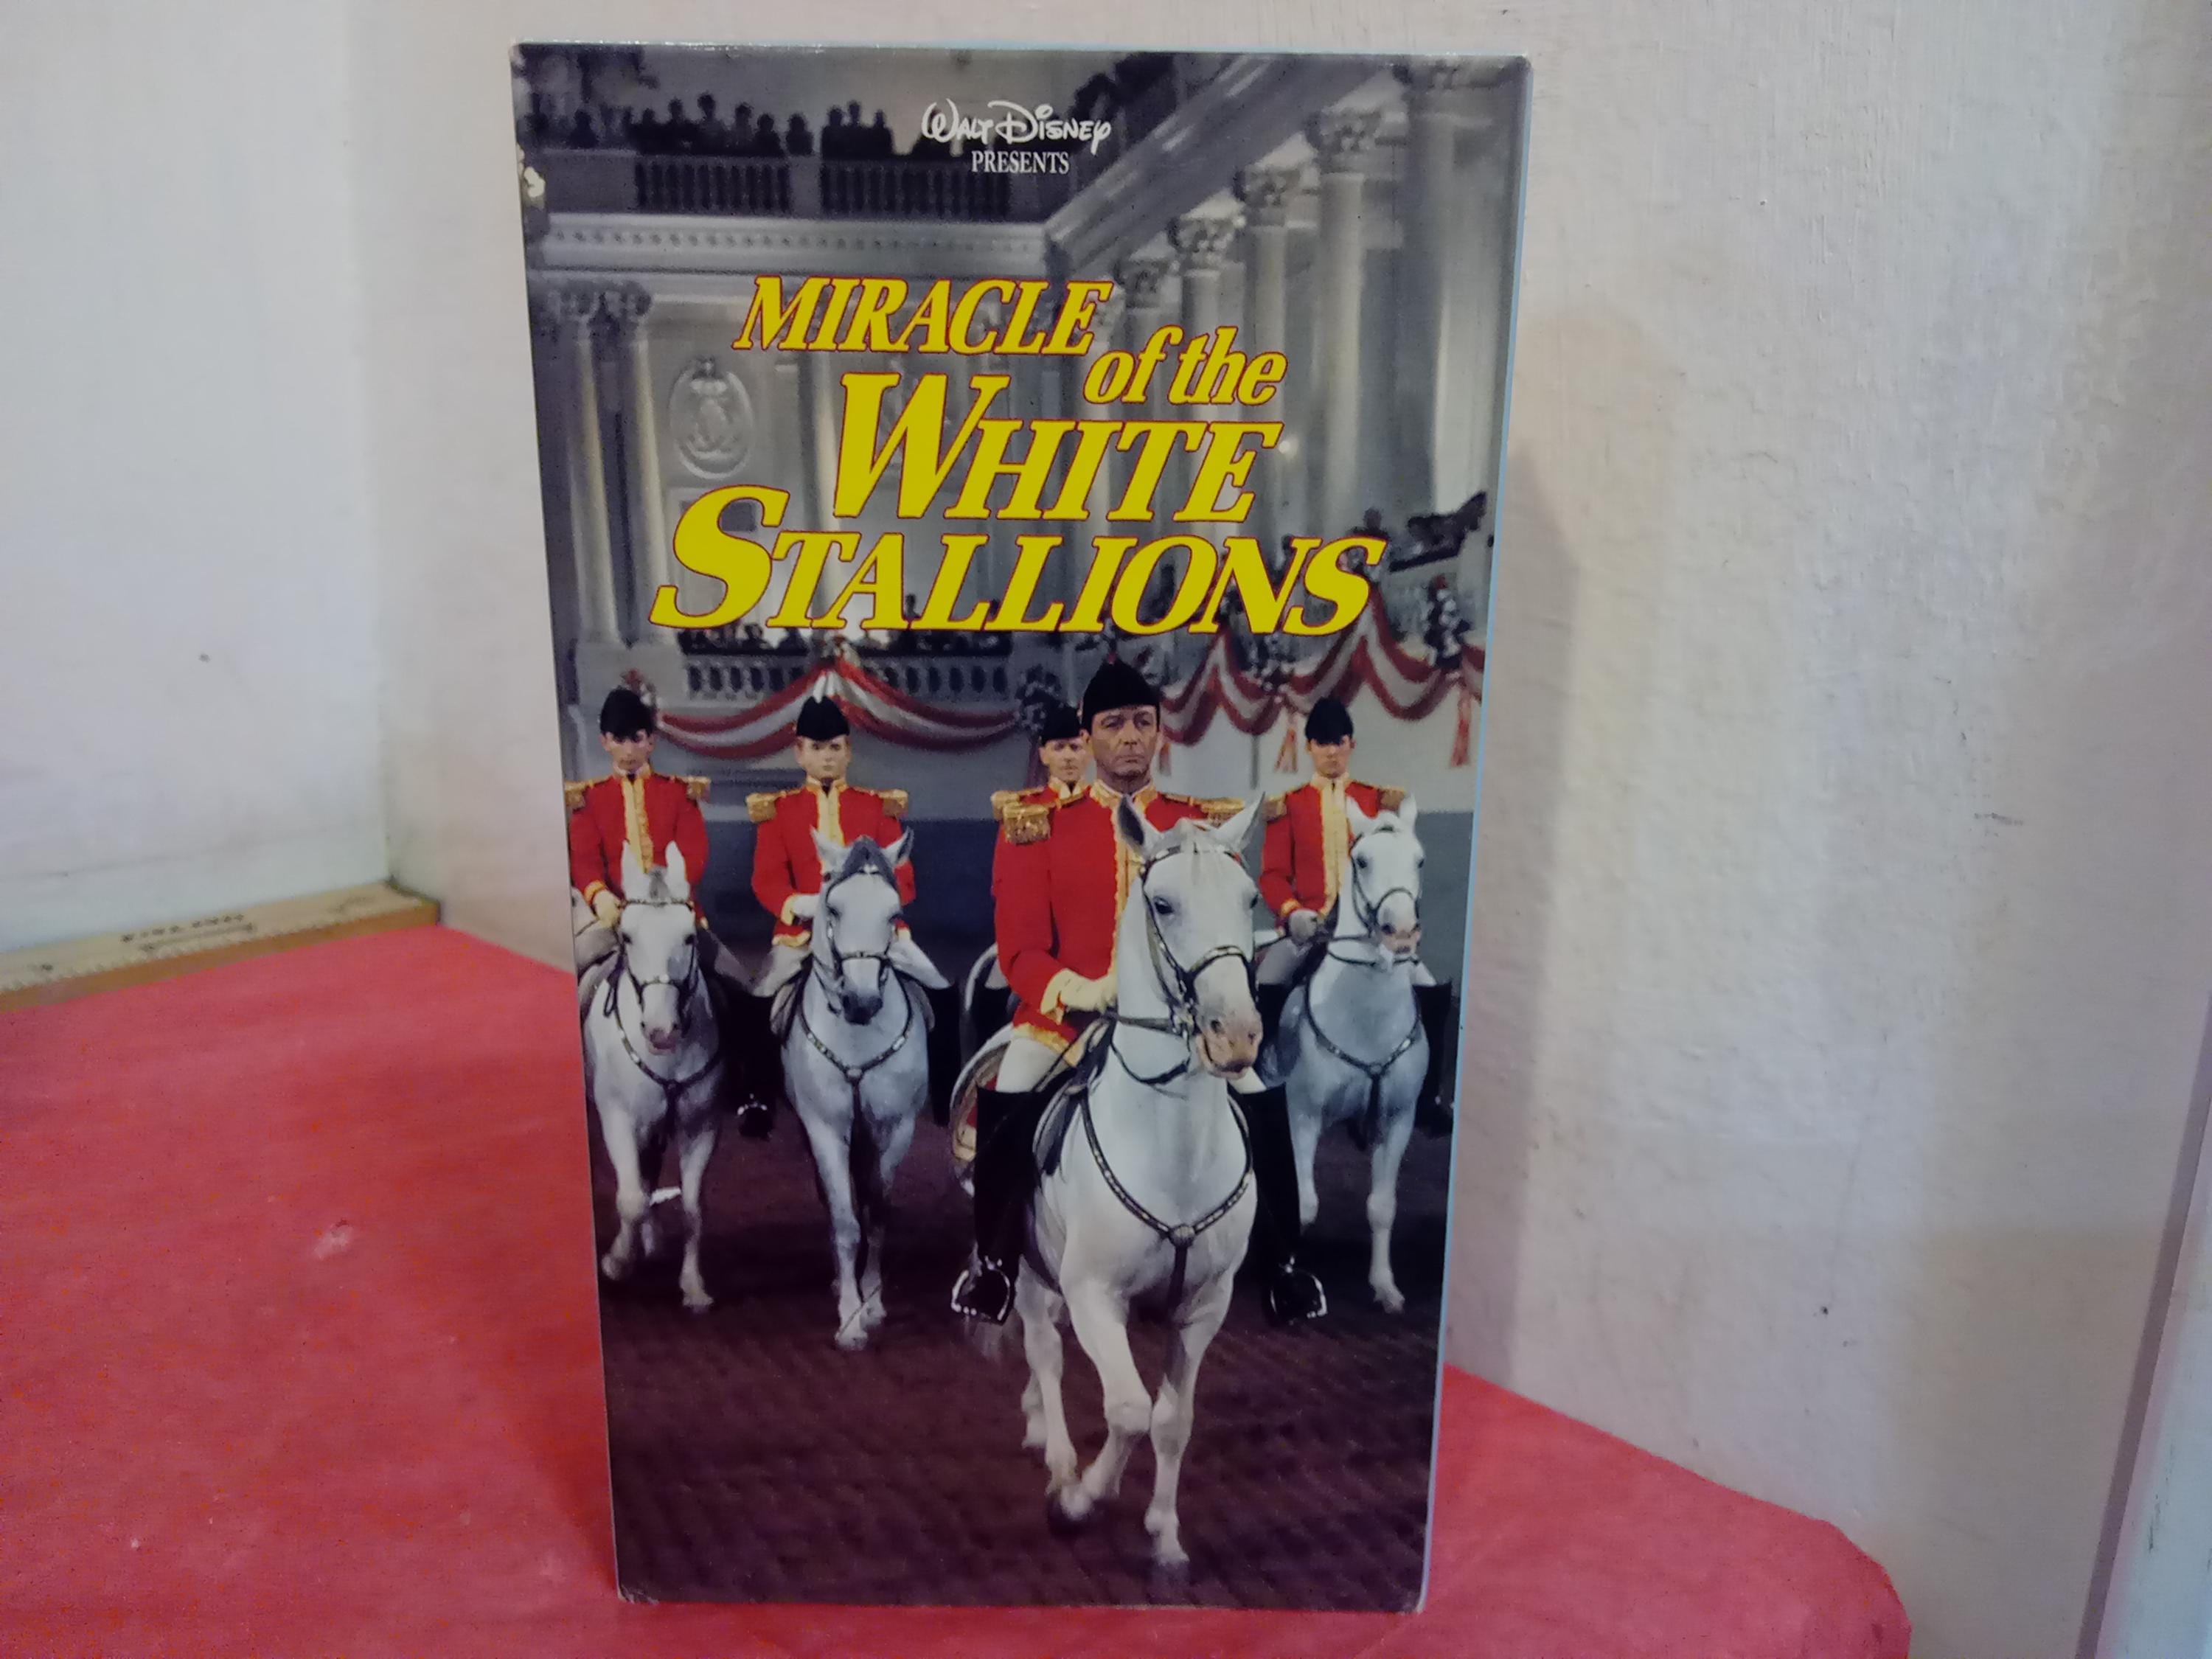 WALT DISNEY
PRESENTS
MIRACLE
of the
WHITE
STALLIONS